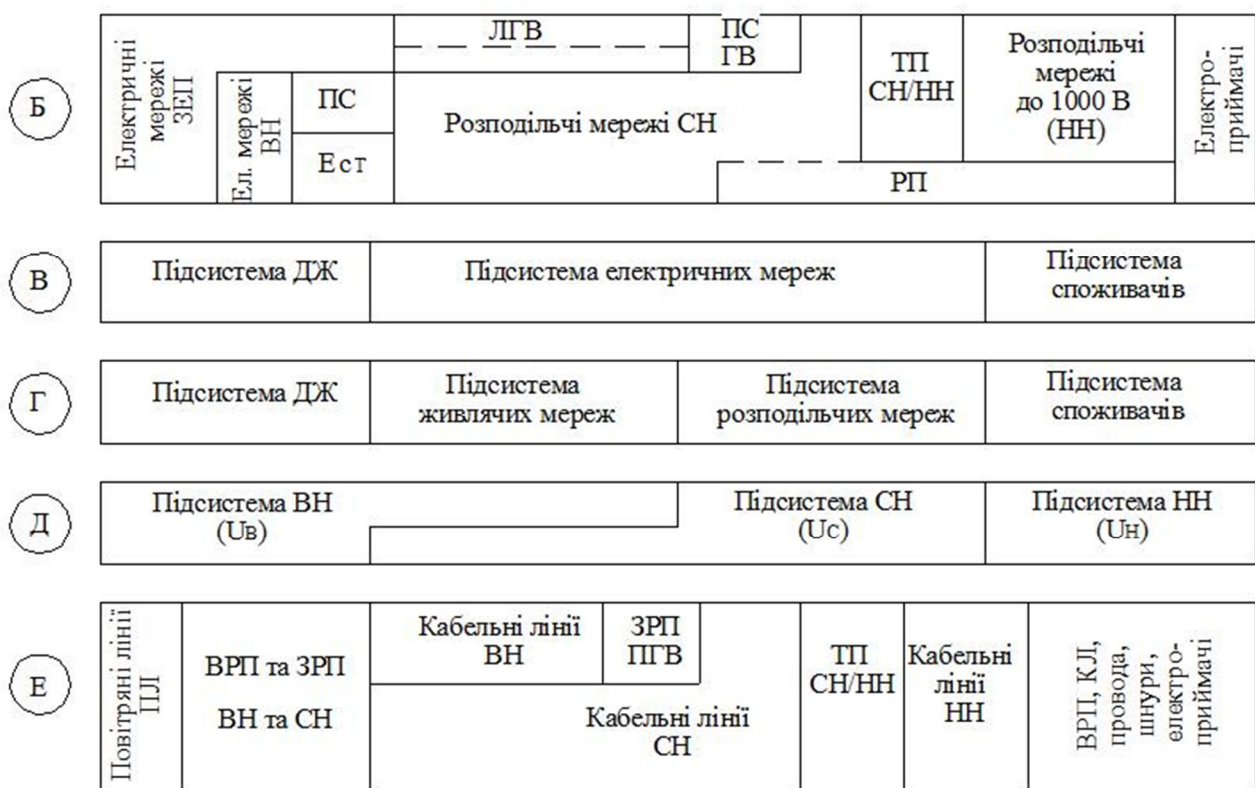 Б
Електричні
мережі
ЗЕП
Ел. мережі
ВН
ПС
Ест
ЛГВ
ПС
ГВ
Розподільчі мережі СН
ТП
СН/НН
Розподільчі
мережі
до 1000 В
(НН)
РП
Електро-
приймачі
В
Підсистема ДЖ
Підсистема електричних мереж
Підсистема
споживачів
Г
Підсистема ДЖ
Підсистема
живлячих мереж
Підсистема
розподільчих мереж
Підсистема
споживачів
Д
Підсистема ВН
(UВ)
Підсистема СН
(UС)
Підсистема НН
(UН)
Е
Повітряні лінії
ПЛ
ВРП та ЗРП
ВН та СН
Кабельні лінії
ВН
ЗРП
ПГВ
Кабельні лінії
СН
ТП
СН/НН
Кабельні
лінії
НН
ВРП, КЛ,
провода,
шнури,
електро-
приймачі